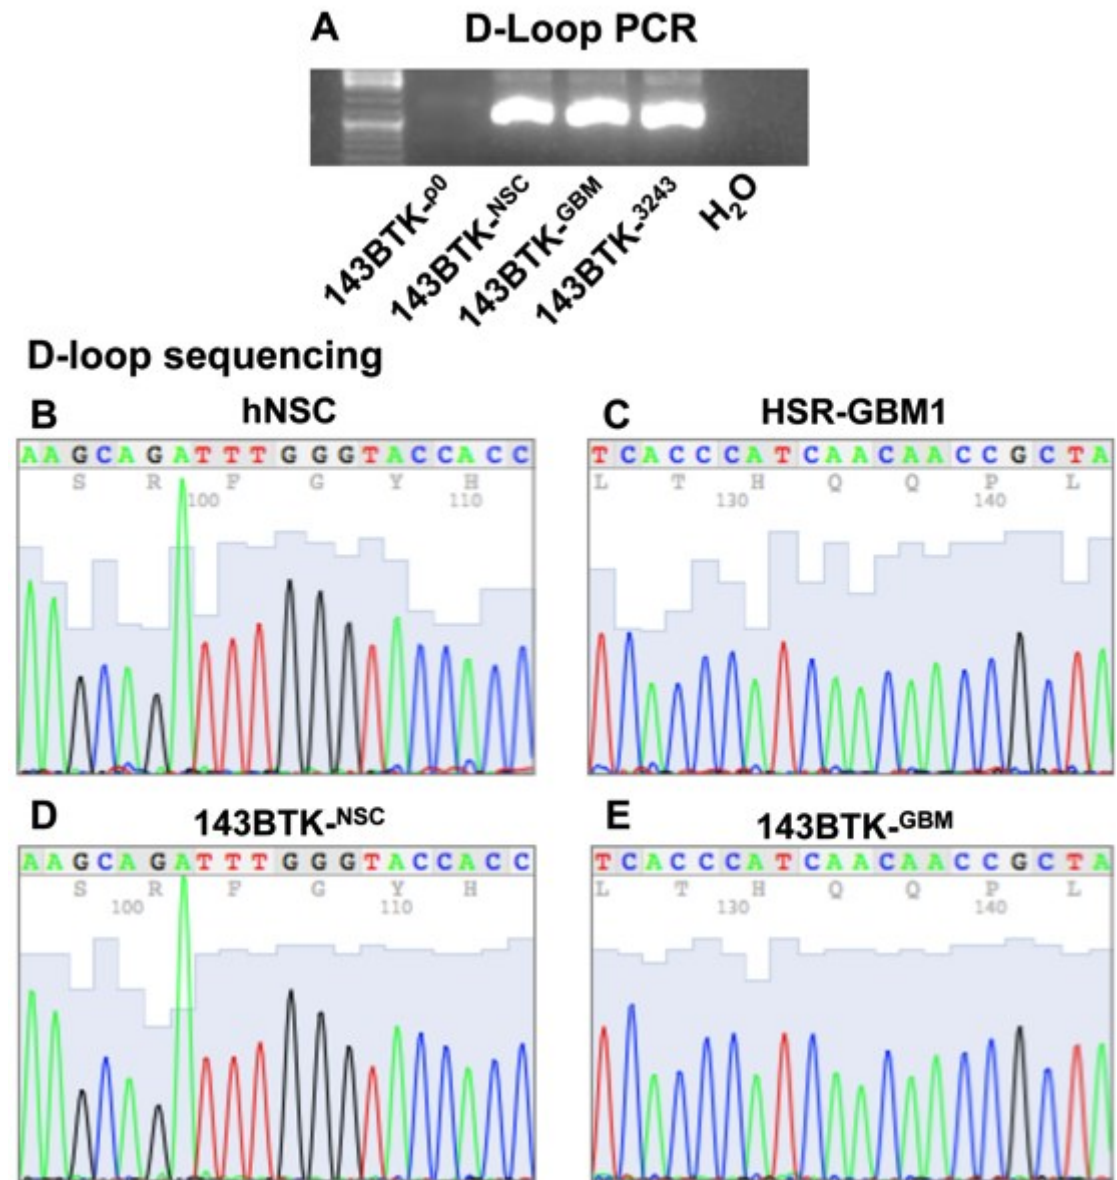 A D-Loop PCR
143BTK-ρ0
143BTK-NSC
143BTK-GBM
143BTK-3243
H2O
D-loop sequencing
B hNSC
AAGCAGATTTGGGTACCACC
S R F G Y H
100 110
C HSR-GBM1
TCACCCATCAACAACCGCTA
L T H Q Q P L
130 140
D 143BTK-NSC
AAGCAGATTTGGGTACCACC
S R F G Y H
100 110
E 143BTK-GBM
TCACCCATCAACAACCGCTA
L T H Q Q P L
130 140